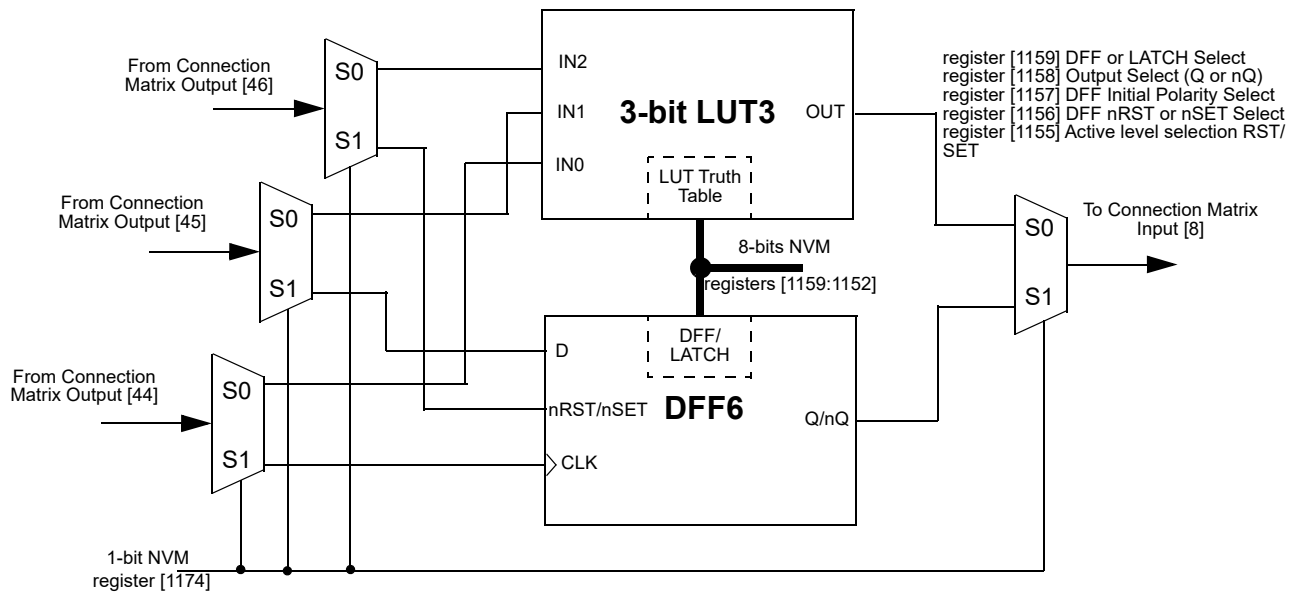 From Connection
Matrix Output [46]
S0
S1
IN2
IN1
IN0
3-bit LUT3
OUT
LUT Truth
Table
register [1159] DFF or LATCH Select
register [1158] Output Select (Q or nQ)
register [1157] DFF Initial Polarity Select
register [1156] DFF nRST or nSET Select
register [1155] Active level selection RST/
SET
From Connection
Matrix Output [45]
S0
S1
8-bits NVM
registers [1159:1152]
S0
S1
To Connection Matrix
Input [8]
From Connection
Matrix Output [44]
S0
S1
D
nRST/nSET
CLK
DFF/
LATCH
DFF6
Q/nQ
1-bit NVM
register [1174]